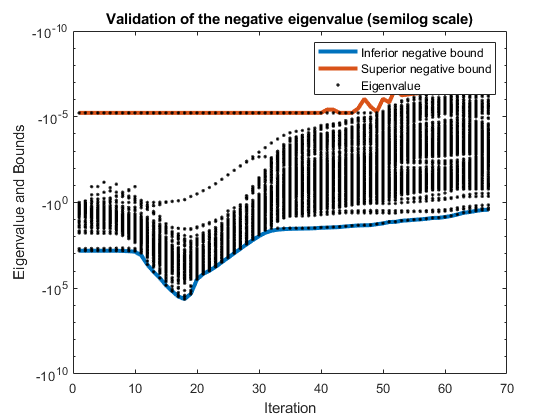 Validation of the negative eigenvalue (semilog scale)
-10^-10
Inferior negative bound
Superior negative bound
Eigenvalue
-10^-5
-10^0
-10^5
-10^10
Eigenvalue and Bounds
0 10 20 30 40 50 60 70
Iteration